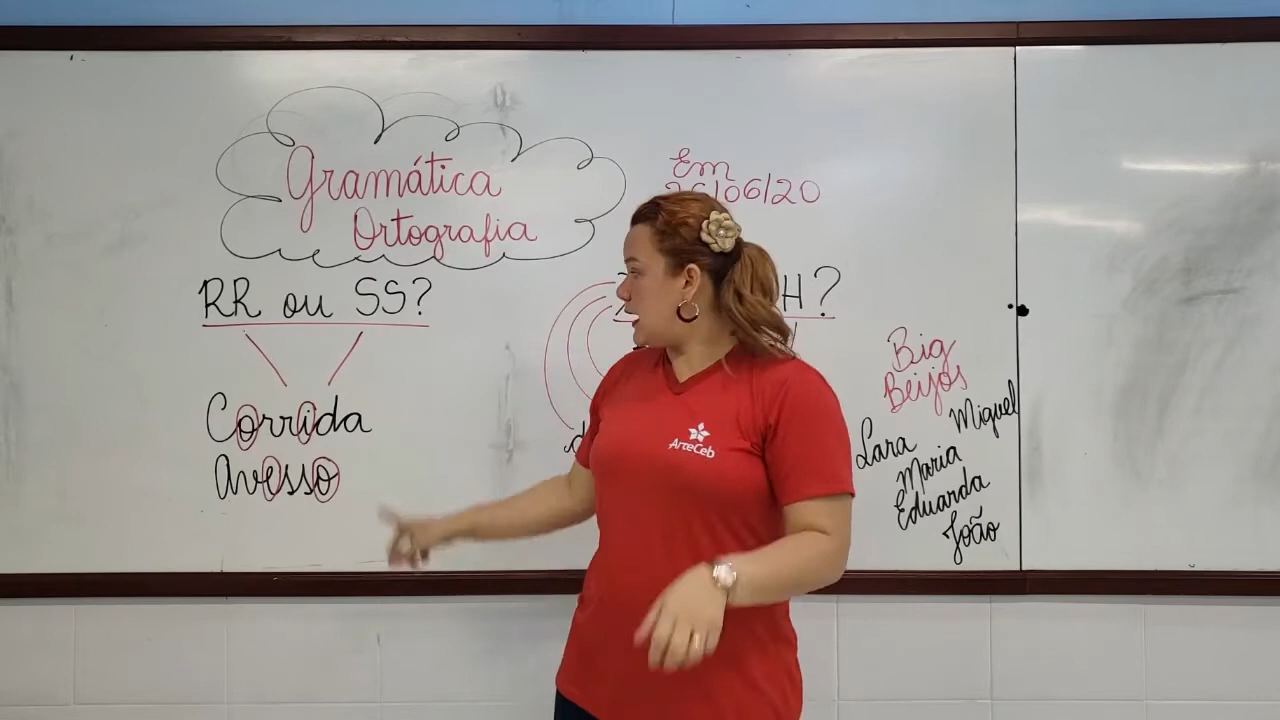 Gramática
Ortografia
Em
26/06/20
RR ou SS?
H?
Corrida
Avesso
Big
Beijos
Miguel
Lara
Maria
Eduarda
João
ArteCeb